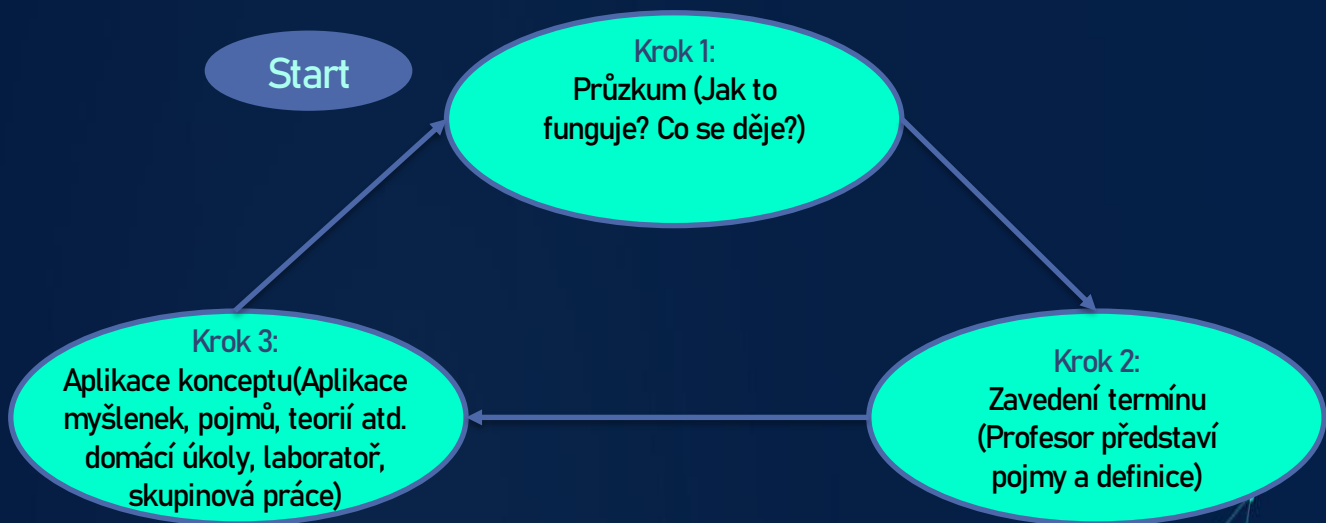 Start
Krok 1:
Průzkum (Jak to
funguje? Co se děje?)
Krok 2:
Zavedení termínu
(Profesor představí
pojmy a definice)
Krok 3:
Aplikace konceptu(Aplikace
myšlenek, pojmů, teorií atd.
domácí úkoly, laboratoř,
skupinová práce)